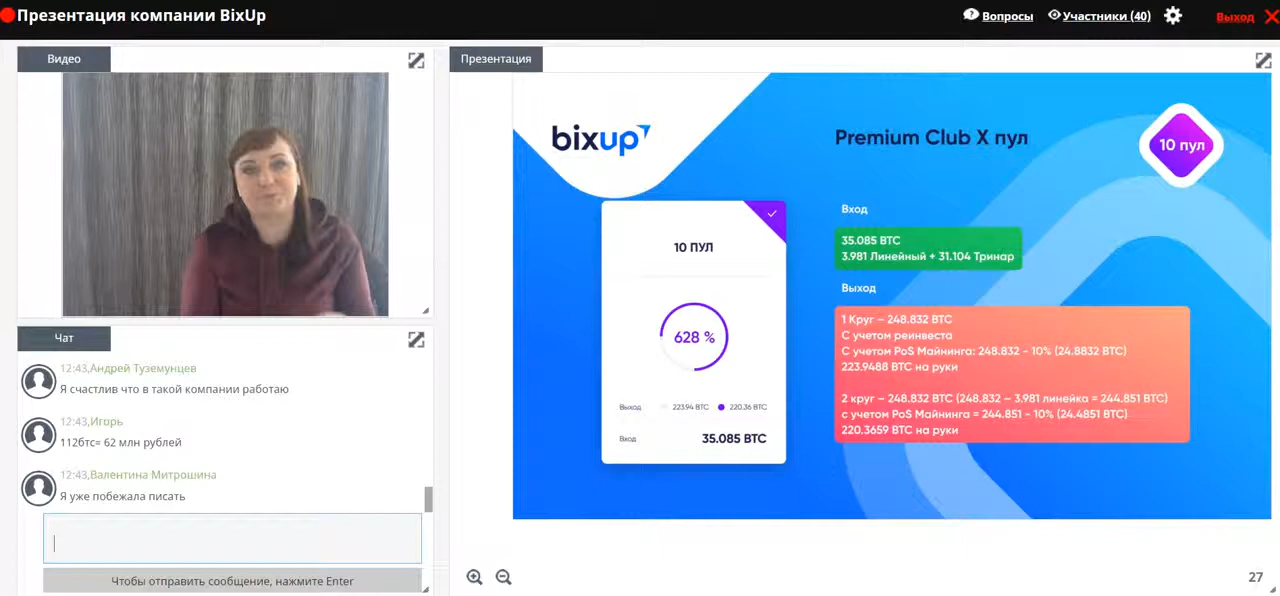 Презентация компании BixUp
Вопросы
Участники (40)
Выход
Видео
Чат
12:43,Андрей Туземунцев
Я счастлив что в такой компании работаю
12:43,Игорь
112бтс= 62 млн рублей
12:43,Валентина Митрошина
Я уже побежала писать
Чтобы отправить сообщение, нажмите Enter
Презентация
bixup
Premium Club X пул
10 пул
10 ПУЛ
628 %
Выход 223.94 BTC 220.36 BTC
Вход 35.085 BTC
Вход
35.085 BTC
3.981 Линейный + 31.104 Тринар
Выход
1 Круг – 248.832 BTC
С учетом реинвеста
С учетом PoS Майнинга: 248.832 - 10% (24.8832 BTC)
223.9488 BTC на руки
2 круг – 248.832 BTC (248.832 – 3.981 линейка = 244.851 BTC)
с учетом PoS Майнинга = 244.851 - 10% (24.4851 BTC)
220.3659 BTC на руки
27